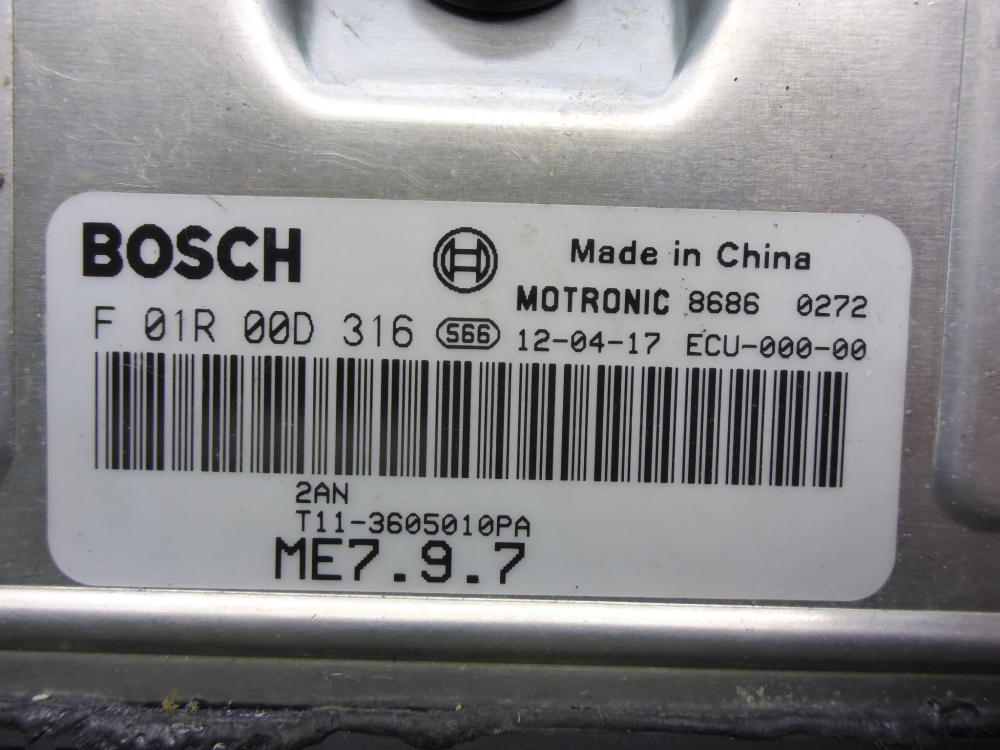 BOSCH
Made in China
MOTRONIC 8686 0272
F 01R 00D 316 S66 12-04-17 ECU-000-00
2AN
T11-3605010PA
ME7.9.7